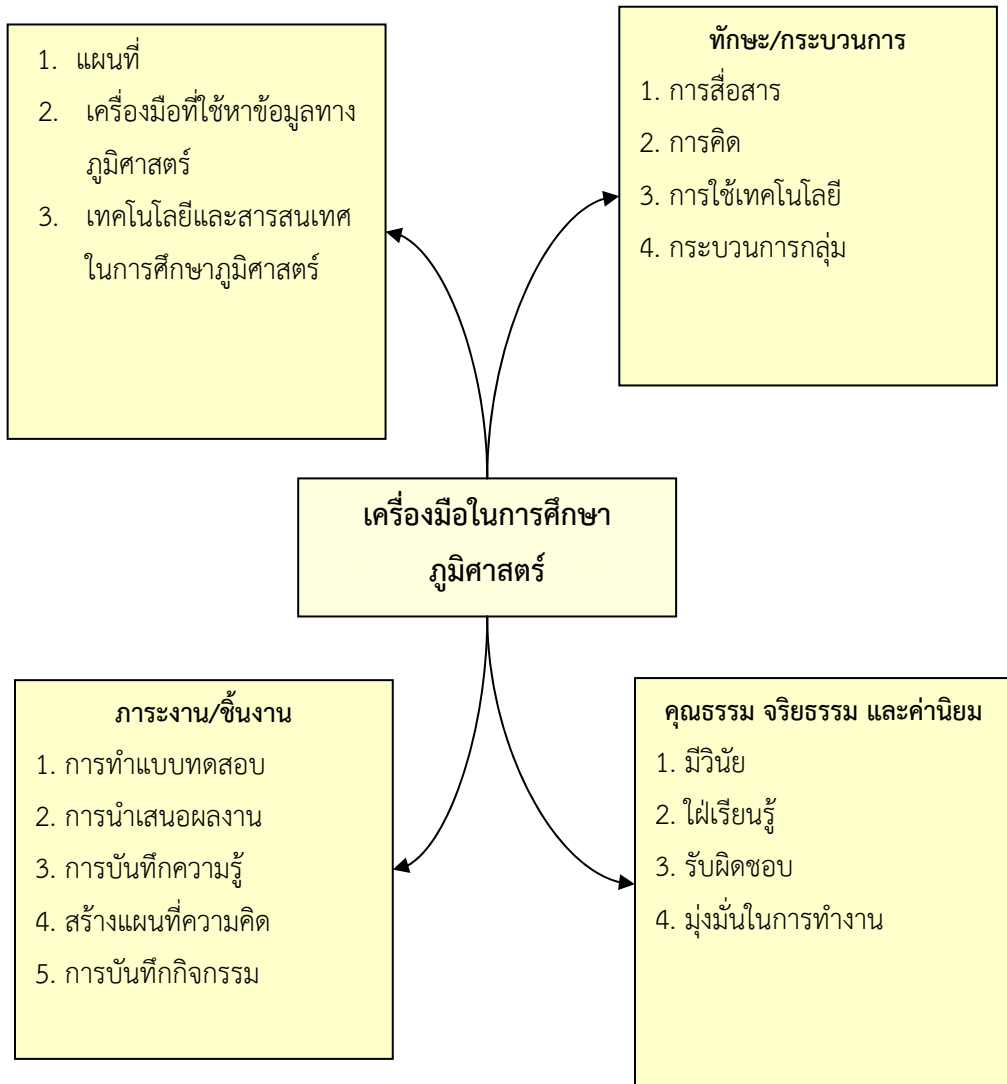 1. แผนที่
2. เครื่องมือที่ใช้หาข้อมูลทาง
ภูมิศาสตร์
3. เทคโนโลยีและสารสนเทศ
ในการศึกษาภูมิศาสตร์
ทักษะ/กระบวนการ
1. การสื่อสาร
2. การคิด
3. การใช้เทคโนโลยี
4. กระบวนการกลุ่ม
เครื่องมือในการศึกษา
ภูมิศาสตร์
ภาระงาน/ชิ้นงาน
1. การทำแบบทดสอบ
2. การนำเสนอผลงาน
3. การบันทึกความรู้
4. สร้างแผนที่ความคิด
5. การบันทึกกิจกรรม
คุณธรรม จริยธรรม และค่านิยม
1. มีวินัย
2. ใฝ่เรียนรู้
3. รับผิดชอบ
4. มุ่งมั่นในการทำงาน